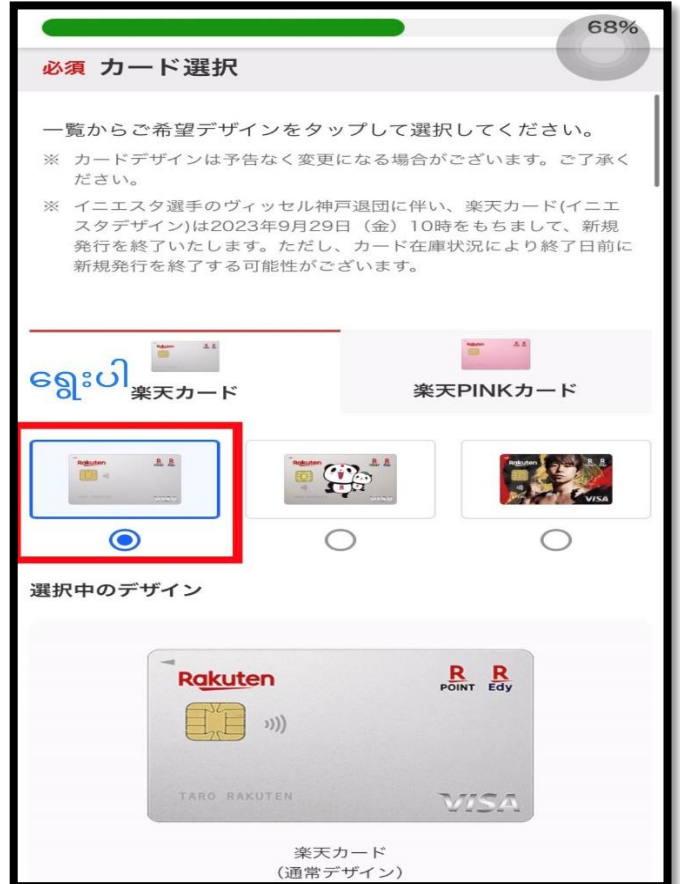 68%
必須 カード選択
一覧からご希望デザインをタップして選択してください。
※ カードデザインは予告なく変更になる場合がございます。ご了承く
ださい。
※ イニエスタ選手のヴィッセル神戸退団に伴い、楽天カード(イニエ
スタデザイン)は2023年9月29日（金）10時をもちまして、新規
発行を終了いたします。ただし、カード在庫状況により終了日前に
新規発行を終了する可能性がございます。
ရွေးပါ
楽天カード
楽天PINKカード
Rakuten
Rakuten
Rakuten
VISA
選択中のデザイン
Rakuten
R R
POINT Edy
TARO RAKUTEN
VISA
楽天カード
（通常デザイン）